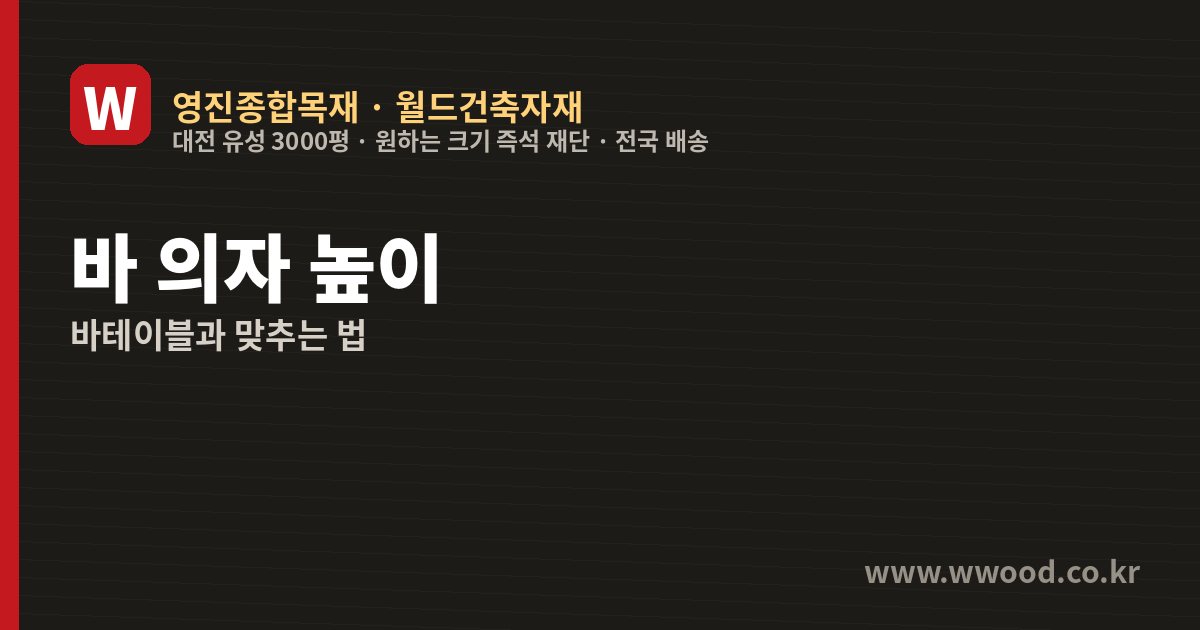 W
영진종합목재 · 월드건축자재
대전 유성 3000평 · 원하는 크기 즉석 재단 · 전국 배송
바 의자 높이
바테이블과 맞추는 법
www.wwood.co.kr